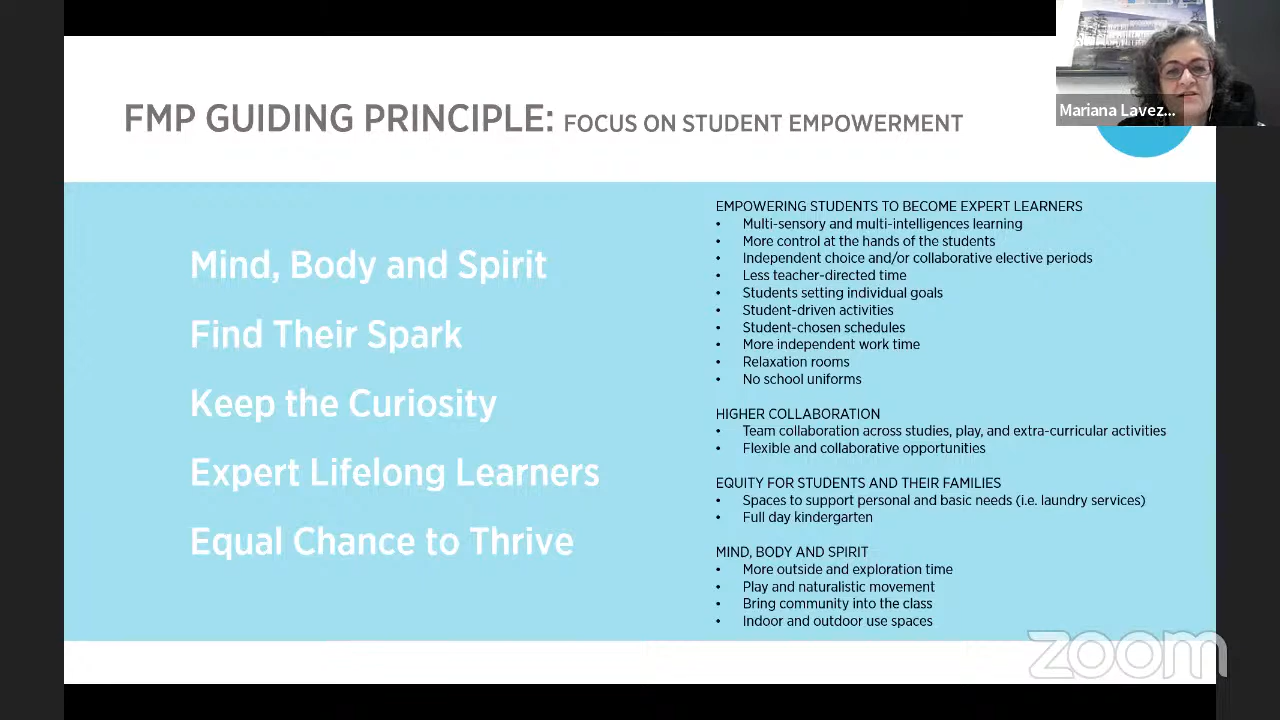 Mariana Lavez...
FMP GUIDING PRINCIPLE: FOCUS ON STUDENT EMPOWERMENT
Mind, Body and Spirit
Find Their Spark
Keep the Curiosity
Expert Lifelong Learners
Equal Chance to Thrive
EMPOWERING STUDENTS TO BECOME EXPERT LEARNERS
• Multi-sensory and multi-intelligences learning
• More control at the hands of the students
• Independent choice and/or collaborative elective periods
• Less teacher-directed time
• Students setting individual goals
• Student-driven activities
• Student-chosen schedules
• More independent work time
• Relaxation rooms
• No school uniforms
HIGHER COLLABORATION
• Team collaboration across studies, play, and extra-curricular activities
• Flexible and collaborative opportunities
EQUITY FOR STUDENTS AND THEIR FAMILIES
• Spaces to support personal and basic needs (i.e. laundry services)
• Full day kindergarten
MIND, BODY AND SPIRIT
• More outside and exploration time
• Play and naturalistic movement
• Bring community into the class
• Indoor and outdoor use spaces
zoom